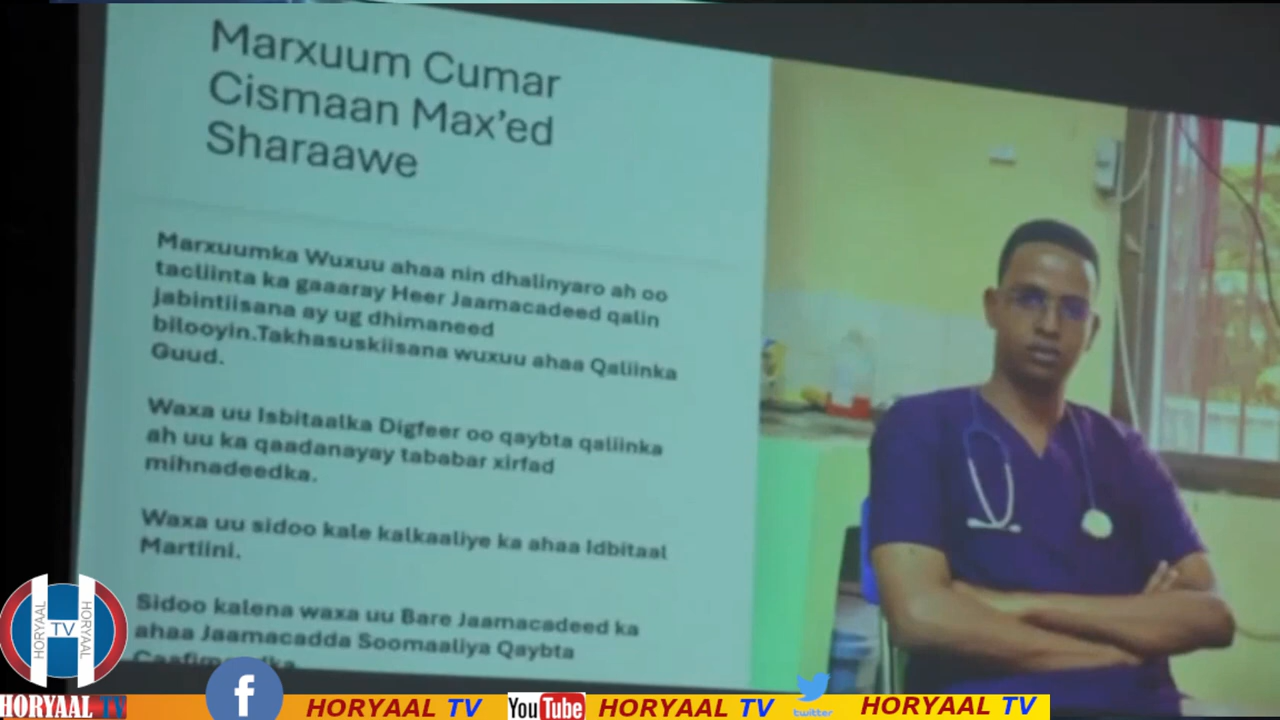 Marxuum Cumar
Cismaan Max'ed
Sharaawe
Marxuumka Wuxuu ahaa nin dhalinyaro ah oo
tacliinta ka gaaaray Heer Jaamacadeed qalin
jabintiisana ay ug dhimaneed
bilooyin.Takhasuskiisana wuxuu ahaa Qaliinka
Guud.
Waxa uu Isbitaalka Digfeer oo qaybta qaliinka
ah uu ka qaadanayay tababar xirfad
mihnadeedka.
Waxa uu sidoo kale kalkaaliye ka ahaa Idbitaal
Martiini.
Sidoo kalena waxa uu Bare Jaamacadeed ka
ahaa Jaamacadda Soomaaliya Qaybta
HORYAAL
TV
HORYAAL
HORYAAL TV
f
HORYAAL TV
YouTube
HORYAAL TV
twitter
HORYAAL TV